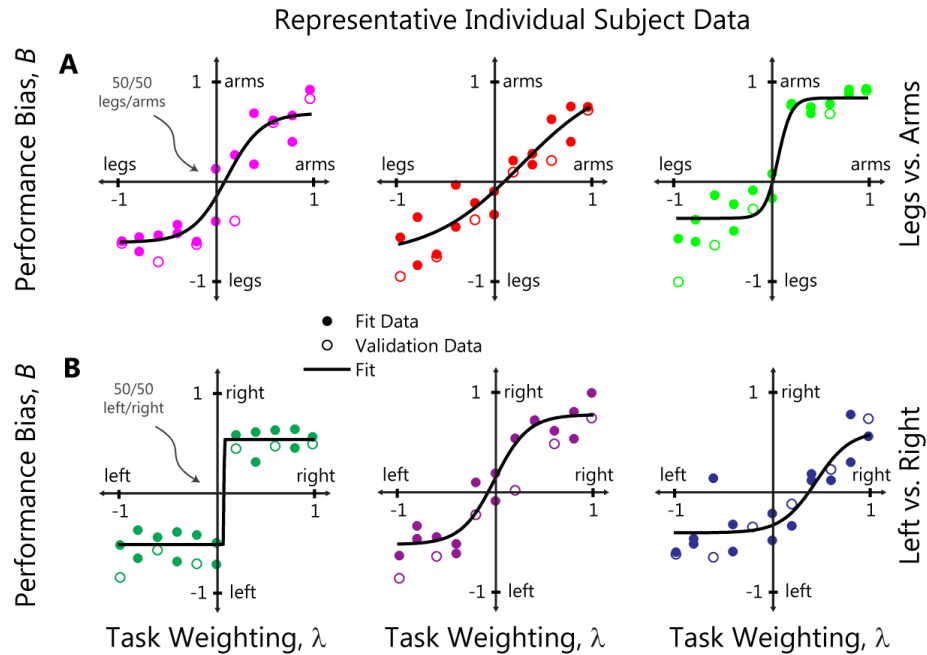 Representative Individual Subject Data
A
Performance Bias, B
50/50
legs/arms
1 arms
legs arms
-1 1
-1 legs
1 arms
legs arms
-1 1
-1 legs
1 arms
legs arms
-1 1
-1 legs
Legs vs. Arms
Fit Data
Validation Data
Fit
B
Performance Bias, B
50/50
left/right
1 right
left right
-1 1
-1 left
1 right
left right
-1 1
-1 left
1 right
left right
-1 1
-1 left
Left vs. Right
Task Weighting, λ
Task Weighting, λ
Task Weighting, λ